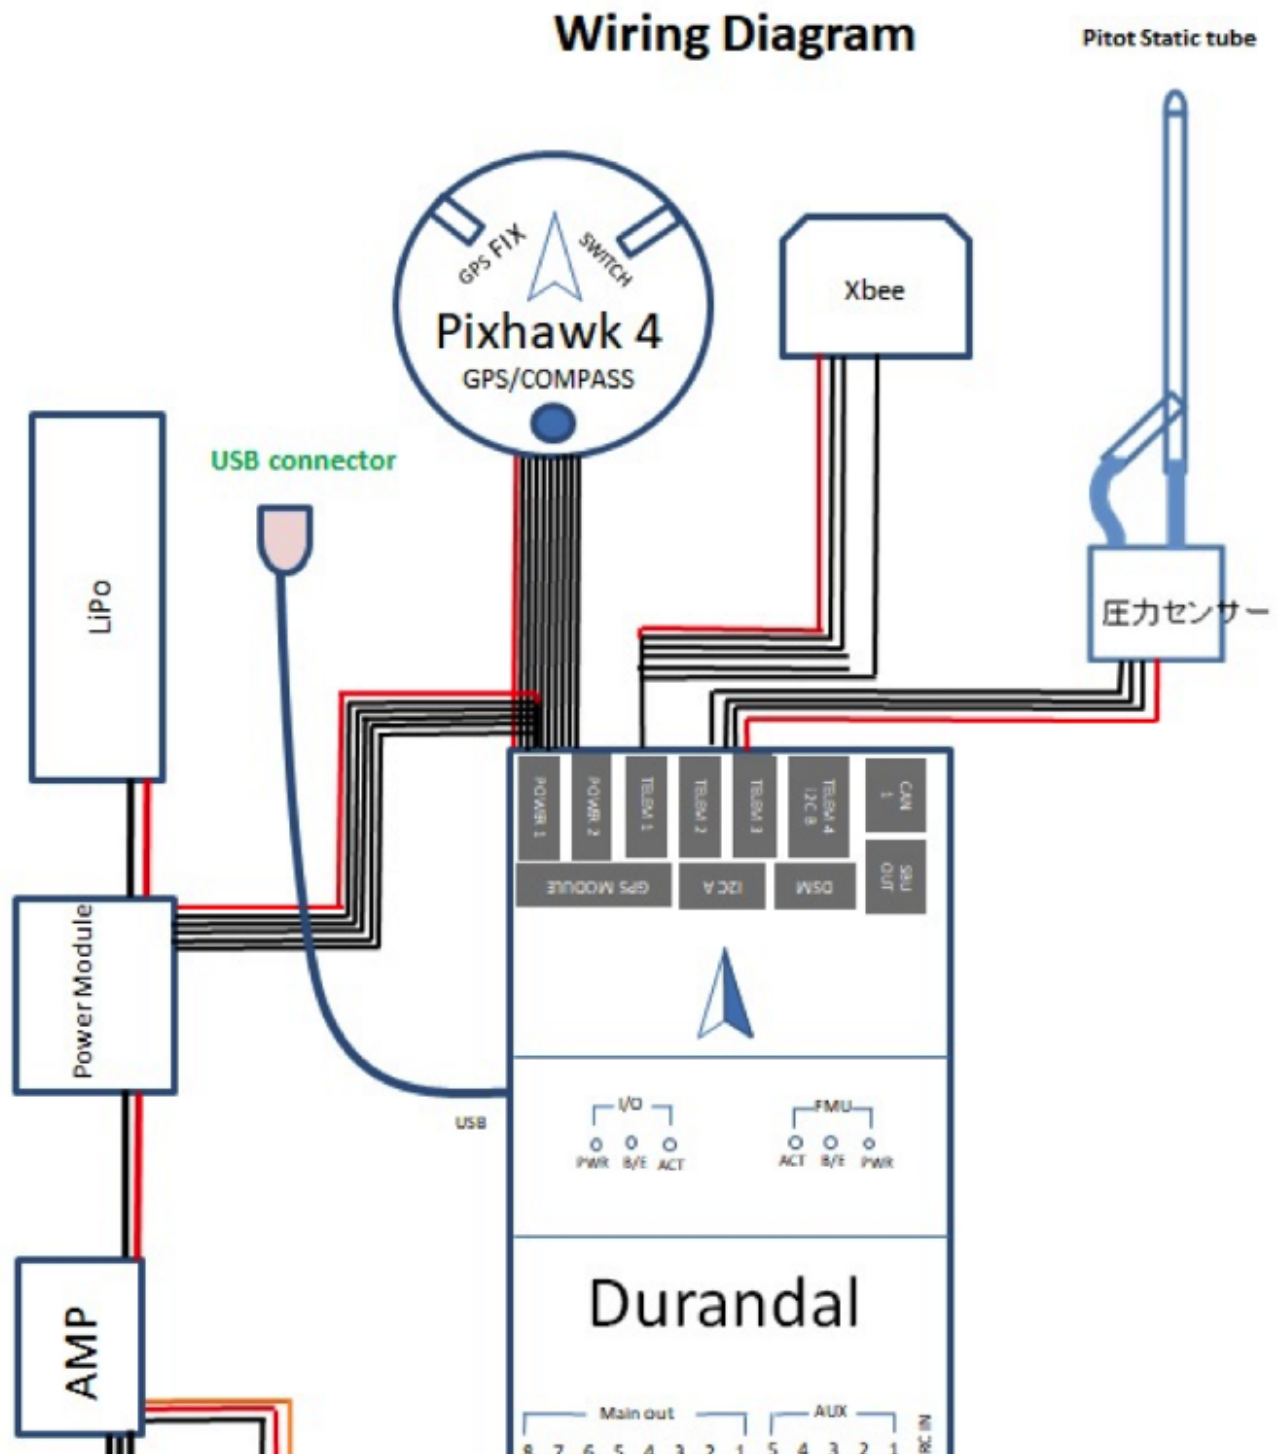 Wiring Diagram
Pitot Static tube
GPS FIX
SWITCH
Pixhawk 4
GPS/COMPASS
Xbee
USB connector
LiPo
圧力センサー
POWER 1
POWER 2
TELEM 1
TELEM 2
TELEM 3
TELEM 4
I2C B
CAN
1
GPS MODULE
I2C A
DSM
SBU
OUT
Power Module
I/O
FMU
USB
PWR B/E ACT
ACT B/E PWR
Durandal
AMP
Main out
AUX
RC IN
8 7 6 5 4 3 2 1
5 4 3 2 1